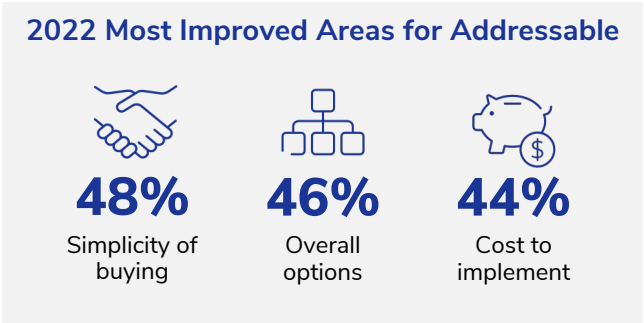 2022 Most Improved Areas for Addressable
$
48%
46%
44%
Simplicity of
buying
Overall
options
Cost to
implement